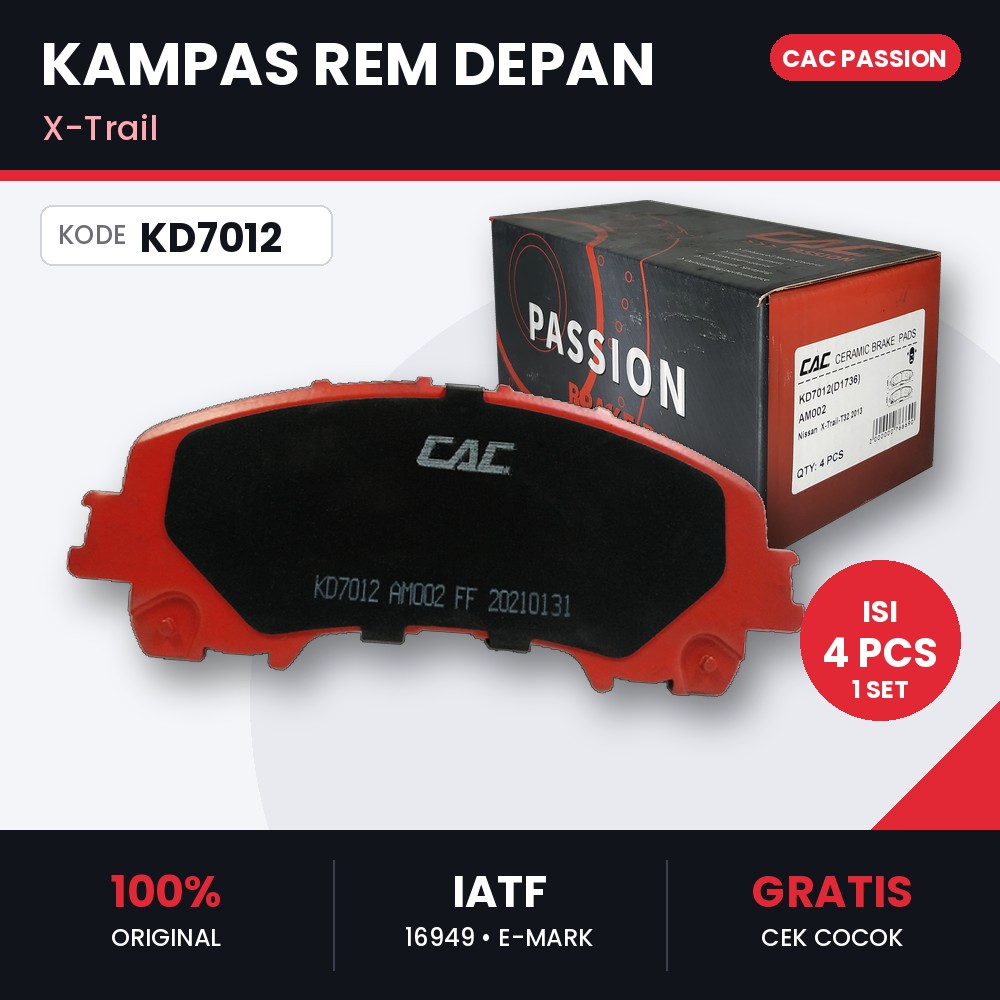 KAMPAS REM DEPAN
CAC PASSION
X-Trail
KODE KD7012
CAC
PASSION
PASSION
CAC CERAMIC BRAKE PADS
KD7012(D1736)
AM002
Nissan X-Trail-T32 2013
QTY: 4 PCS
CAC
KD7012 AM002 FF 20210131
ISI
4 PCS
1 SET
100%
ORIGINAL
IATF
16949 • E-MARK
GRATIS
CEK COCOK